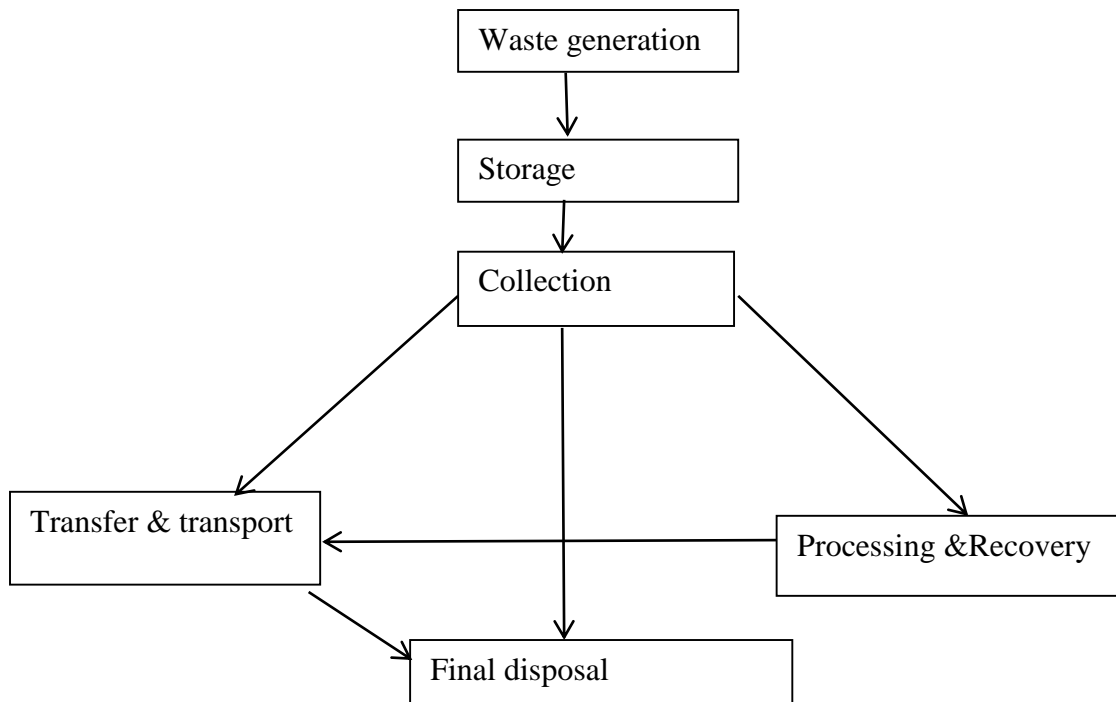 Waste generation
Storage
Collection
Transfer & transport
Processing &Recovery
Final disposal